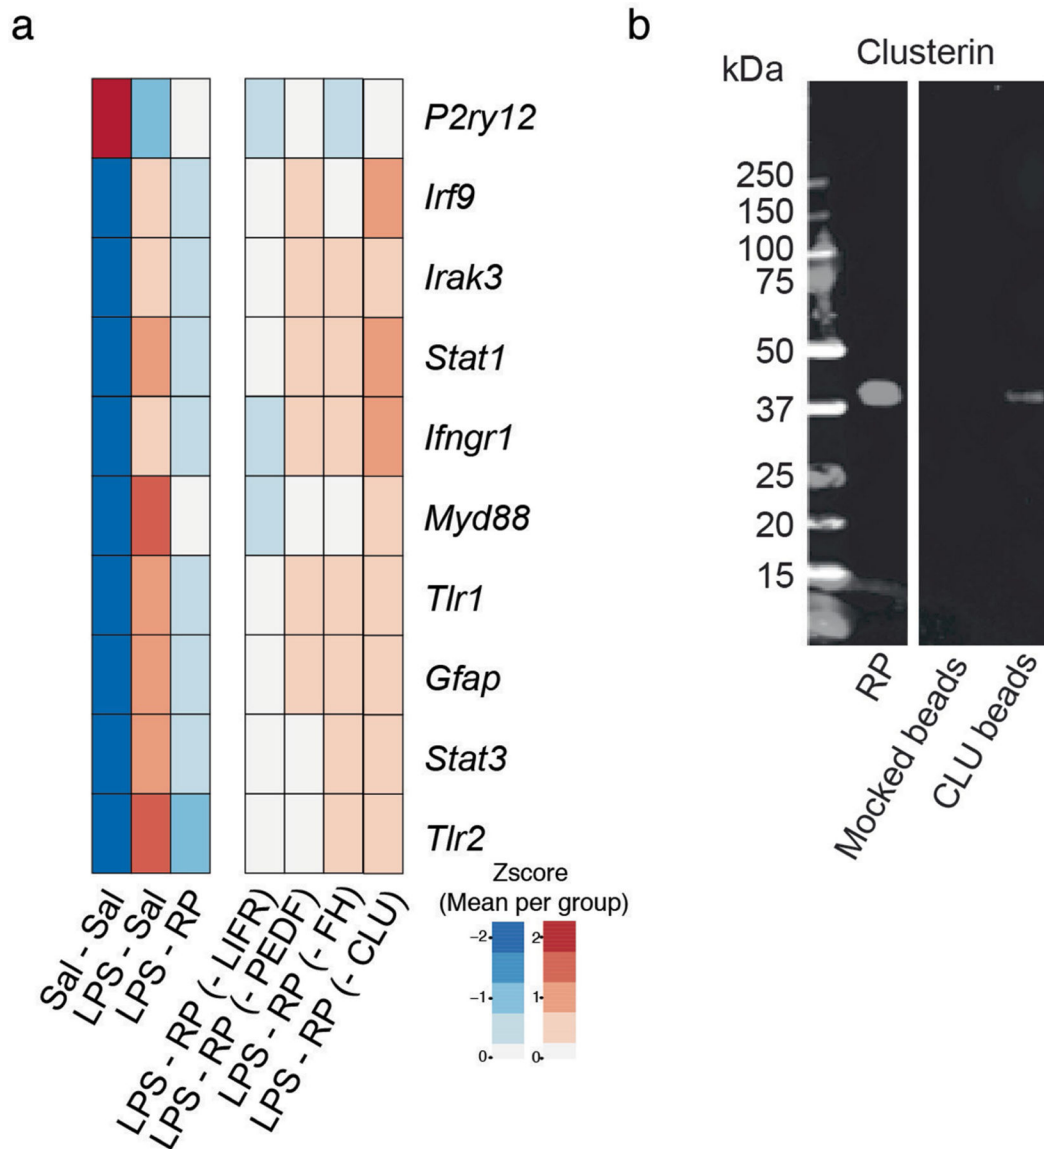 a
P2ry12
Irf9
Irak3
Stat1
Ifngr1
Myd88
Tlr1
Gfap
Stat3
Tlr2
Sal - Sal
LPS - Sal
LPS - RP
LPS - RP (- LIFR)
LPS - RP (- PEDF)
LPS - RP (- FH)
LPS - RP (- CLU)
Zscore
(Mean per group)
-2
-1
0
2
1
0
b
Clusterin
kDa
250
150
100
75
50
37
25
20
15
RP
Mocked beads
CLU beads